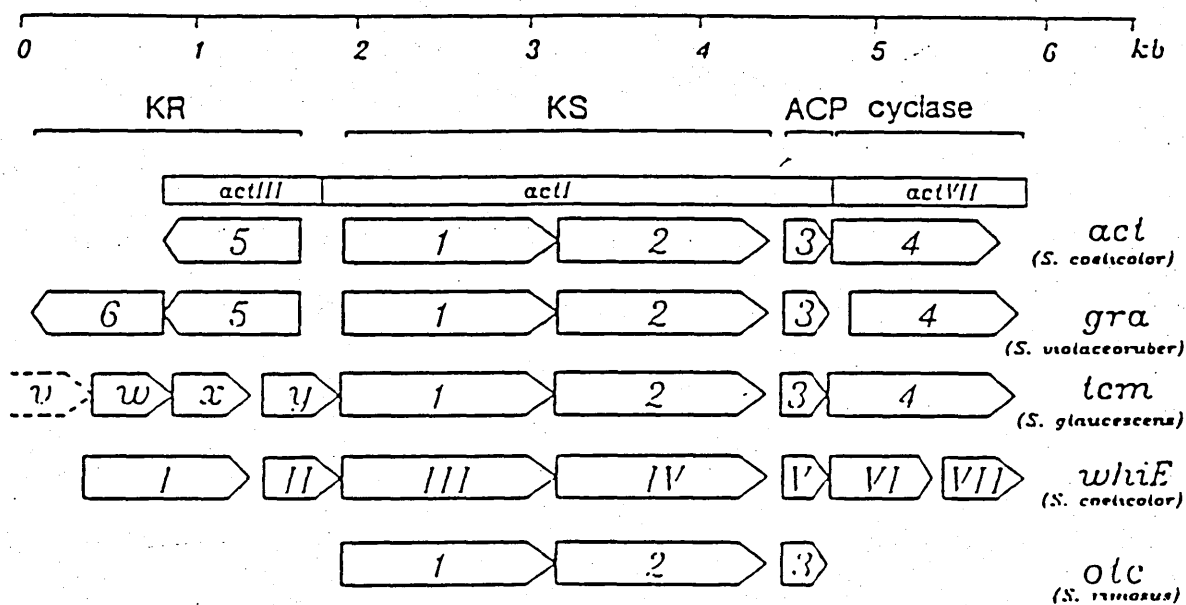 0 1 2 3 4 5 6 kb
KR KS ACP cyclase
actIII actI actVII
5 1 2 3 4 act
(S. coelicolor)
6 5 1 2 3 4 gra
(S. violaceoruber)
v w x y 1 2 3 4 tcm
(S. glaucescens)
I II III IV V VI VII whiE
(S. coelicolor)
1 2 3 otc
(S. rimosus)